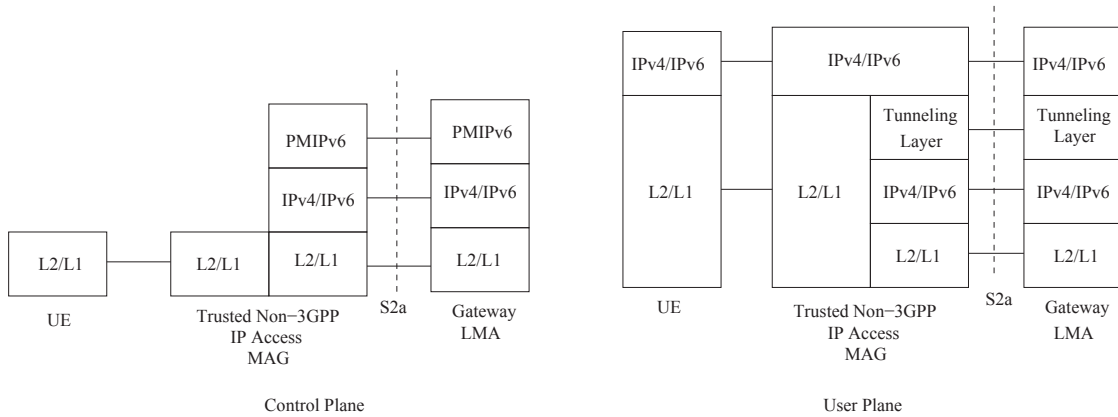 PMIPv6
PMIPv6
IPv4/IPv6
IPv4/IPv6
L2/L1
L2/L1
L2/L1
L2/L1
UE
Trusted Non−3GPP
IP Access
MAG
S2a
Gateway
LMA
Control Plane
IPv4/IPv6
IPv4/IPv6
IPv4/IPv6
Tunneling
Layer
Tunneling
Layer
L2/L1
L2/L1
IPv4/IPv6
IPv4/IPv6
L2/L1
L2/L1
UE
Trusted Non−3GPP
IP Access
MAG
S2a
Gateway
LMA
User Plane